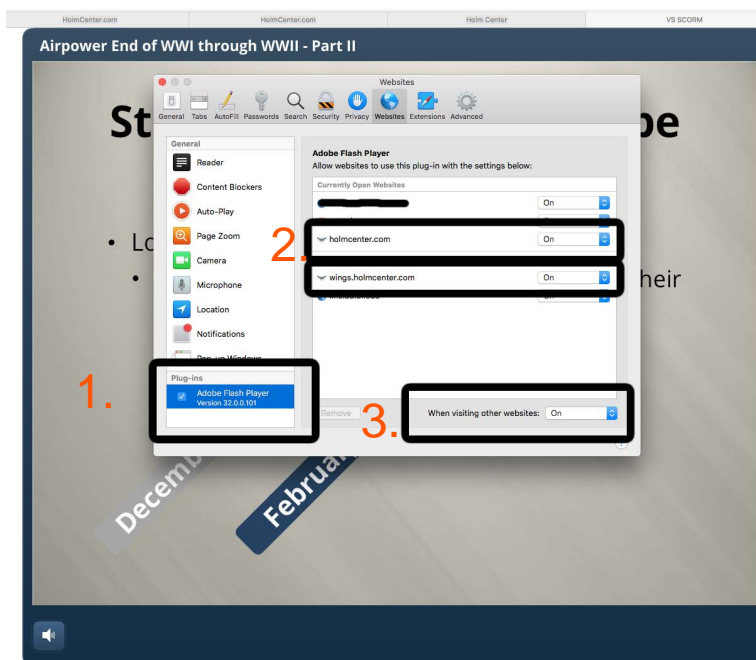 HolmCenter.com HolmCenter.com Holm Center VS SCORM
Airpower End of WWI through WWII - Part II
Websites
General Tabs AutoFill Passwords Search Security Privacy Websites Extensions Advanced
St
pe
General
Reader
Content Blockers
Auto-Play
Page Zoom
Camera
Microphone
Location
Notifications
Pop-up Windows
Plug-ins
Adobe Flash Player
Version 32.0.0.101
Adobe Flash Player
Allow websites to use this plug-in with the settings below:
Currently Open Websites
On
2. holmcenter.com On
wings.holmcenter.com On
On
• Lo
•
heir
1.
Remove
3. When visiting other websites: On
Decemb
Februa